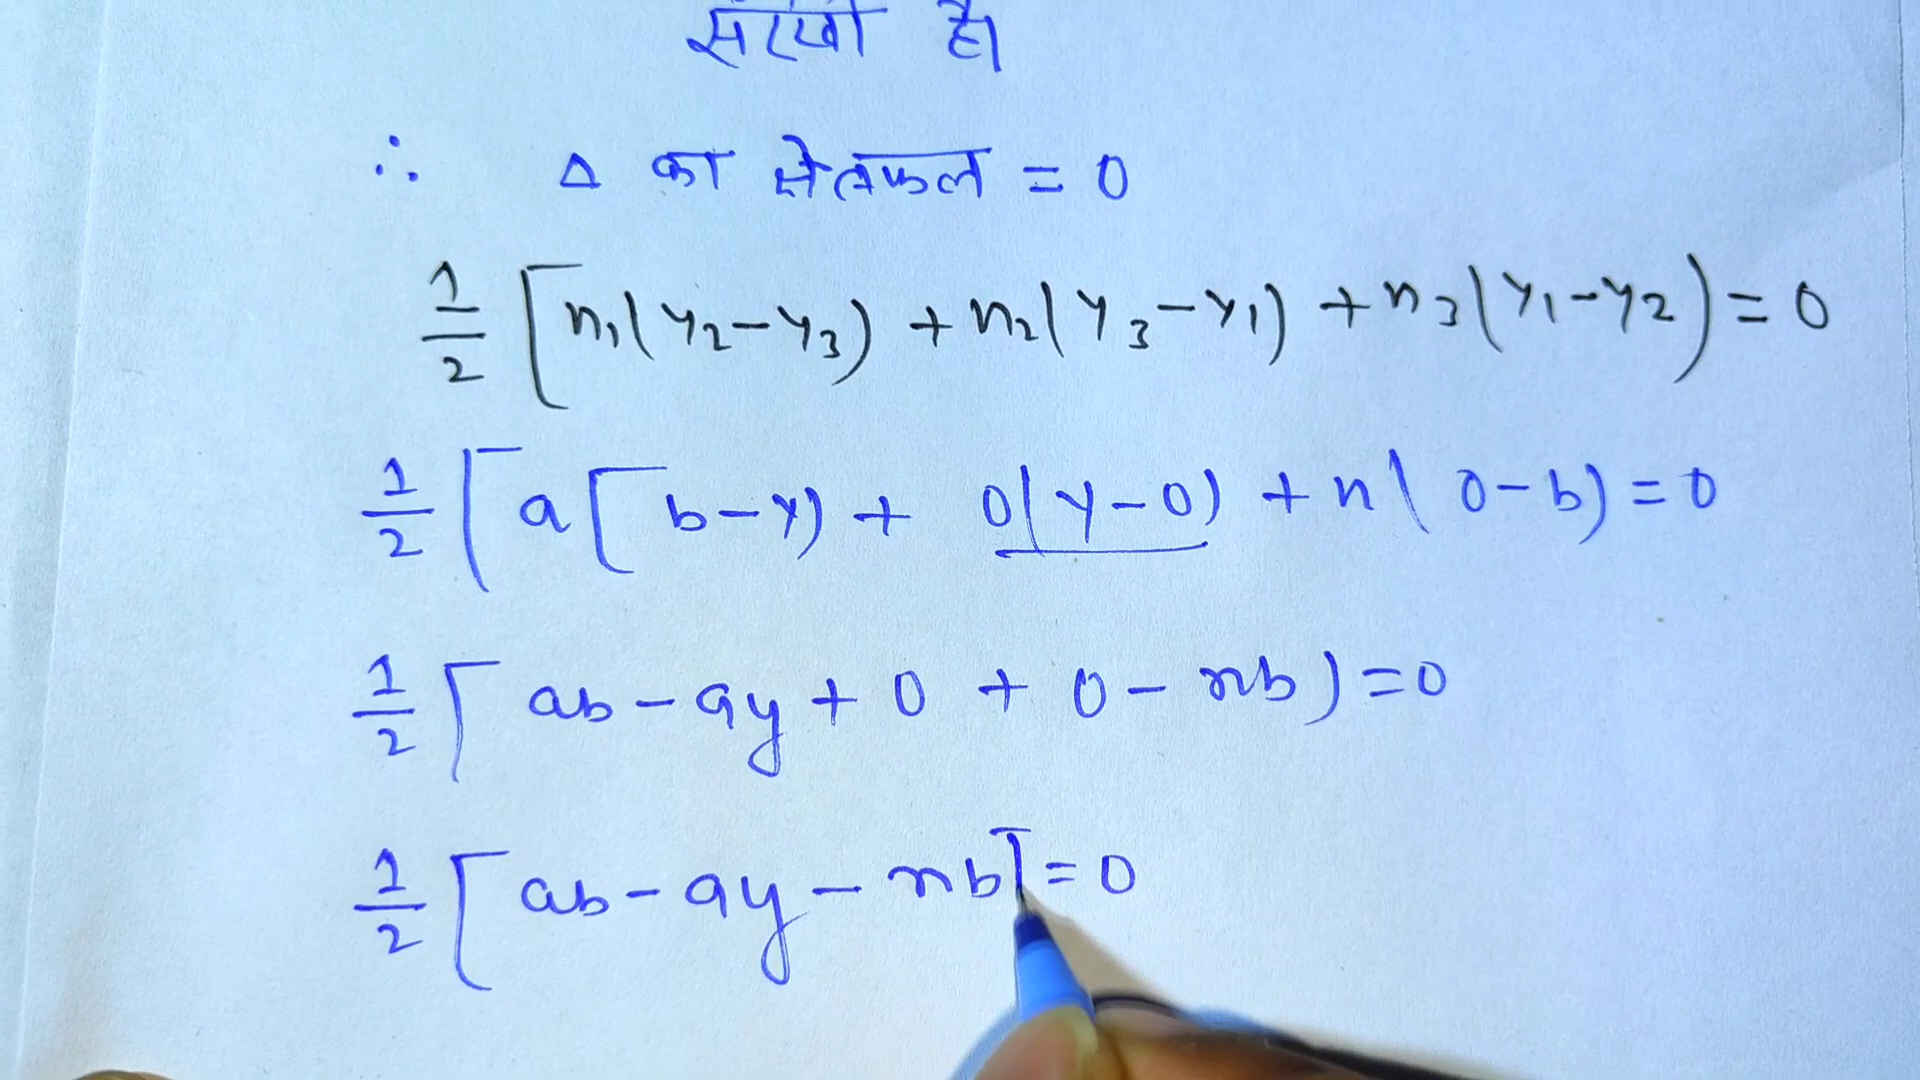 सरेखी है।
∴ Δ का क्षेत्रफल = 0
1/2 [x₁(y₂-y₃) + x₂(y₃-y₁) + x₃(y₁-y₂) = 0
1/2 [a[b-y) + 0(y-0) + x(0-b) = 0
1/2 [ab - ay + 0 + 0 - xb) = 0
1/2 [ab - ay - xb] = 0